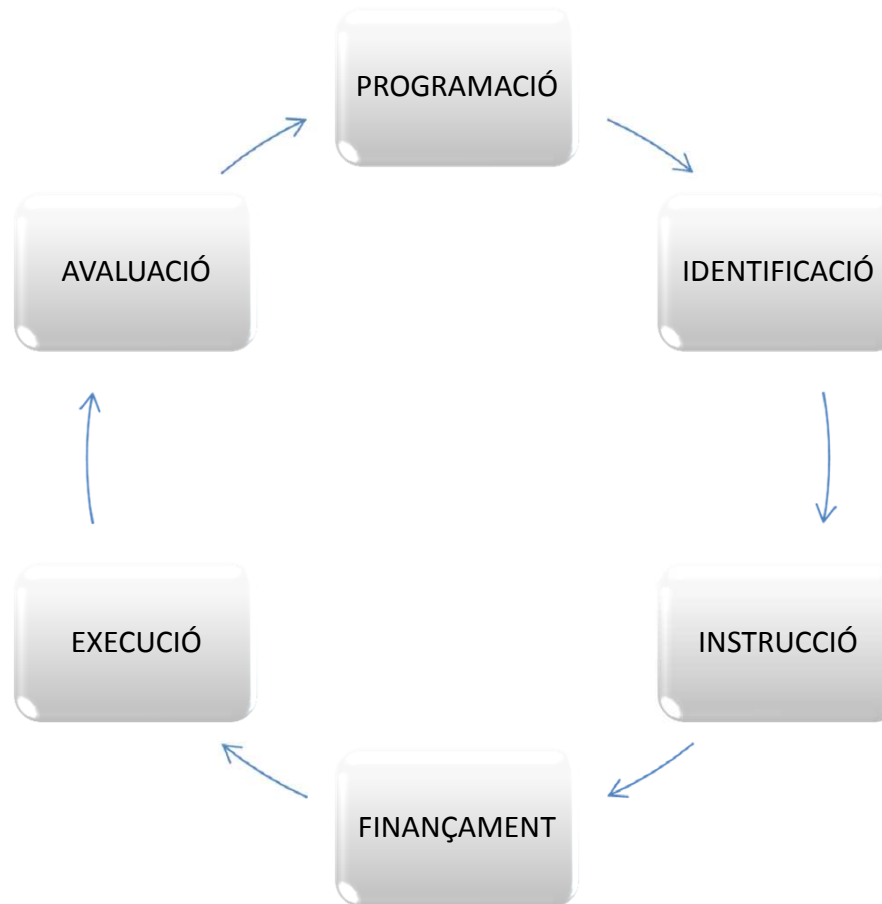 PROGRAMACIÓ
IDENTIFICACIÓ
INSTRUCCIÓ
FINANÇAMENT
EXECUCIÓ
AVALUACIÓ